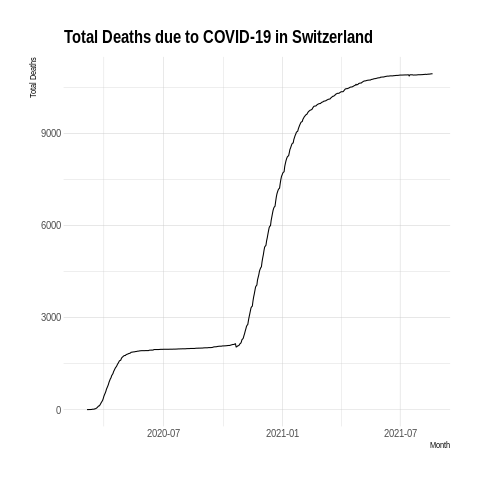 Total Deaths due to COVID-19 in Switzerland
Total Deaths
9000
6000
3000
0
2020-07 2021-01 2021-07
Month